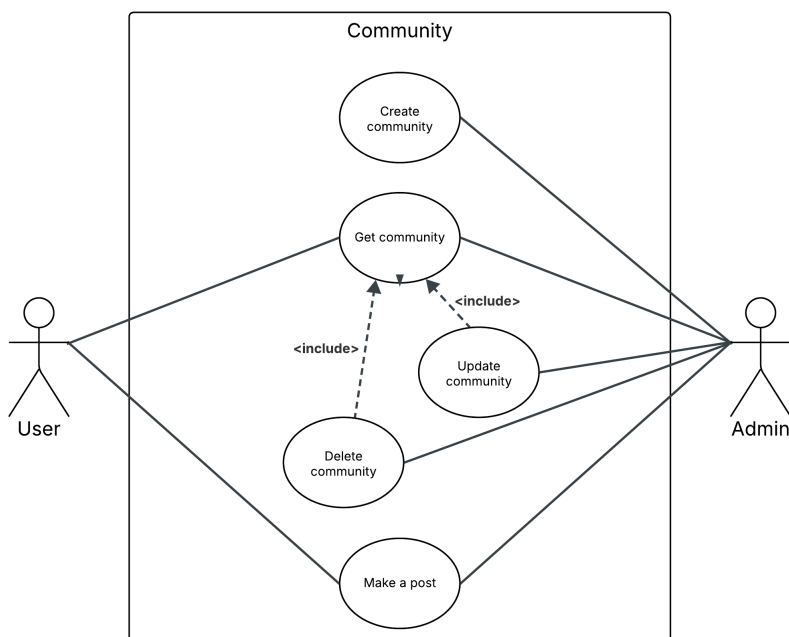 Community
Create
community
Get community
<include>
<include>
Update
community
User
Admin
Delete
community
Make a post